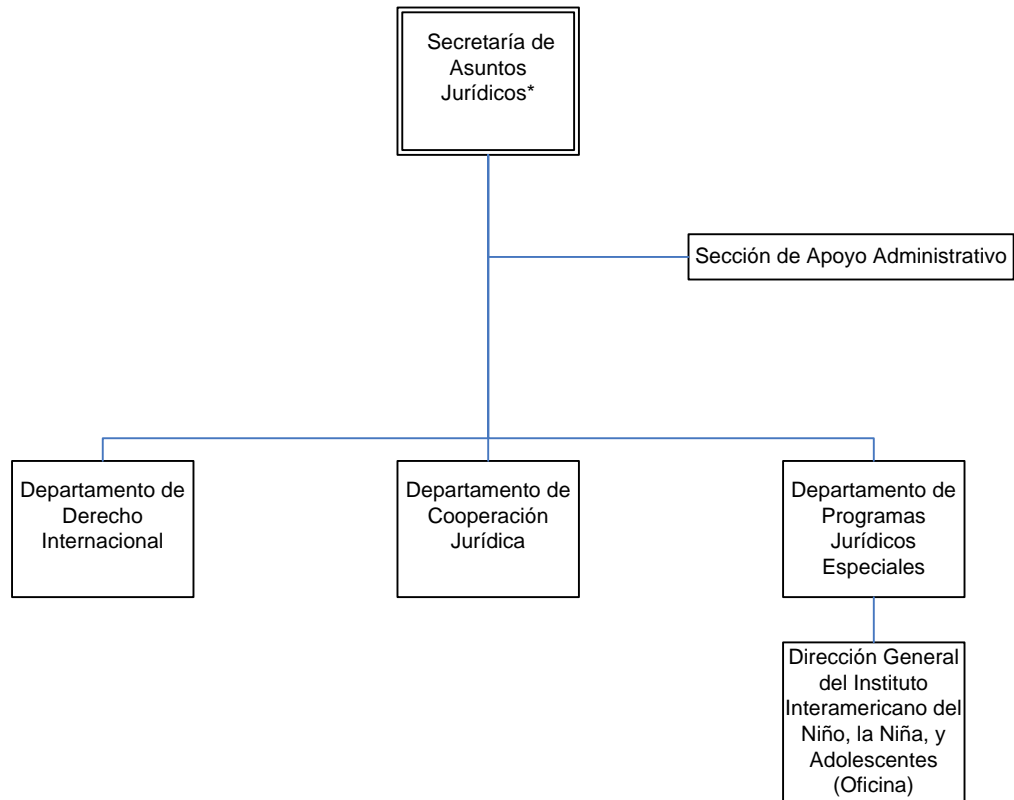 Secretaría de
Asuntos
Jurídicos*
Sección de Apoyo Administrativo
Departamento de
Derecho
Internacional
Departamento de
Cooperación
Jurídica
Departamento de
Programas
Jurídicos
Especiales
Dirección General
del Instituto
Interamericano del
Niño, la Niña, y
Adolescentes
(Oficina)